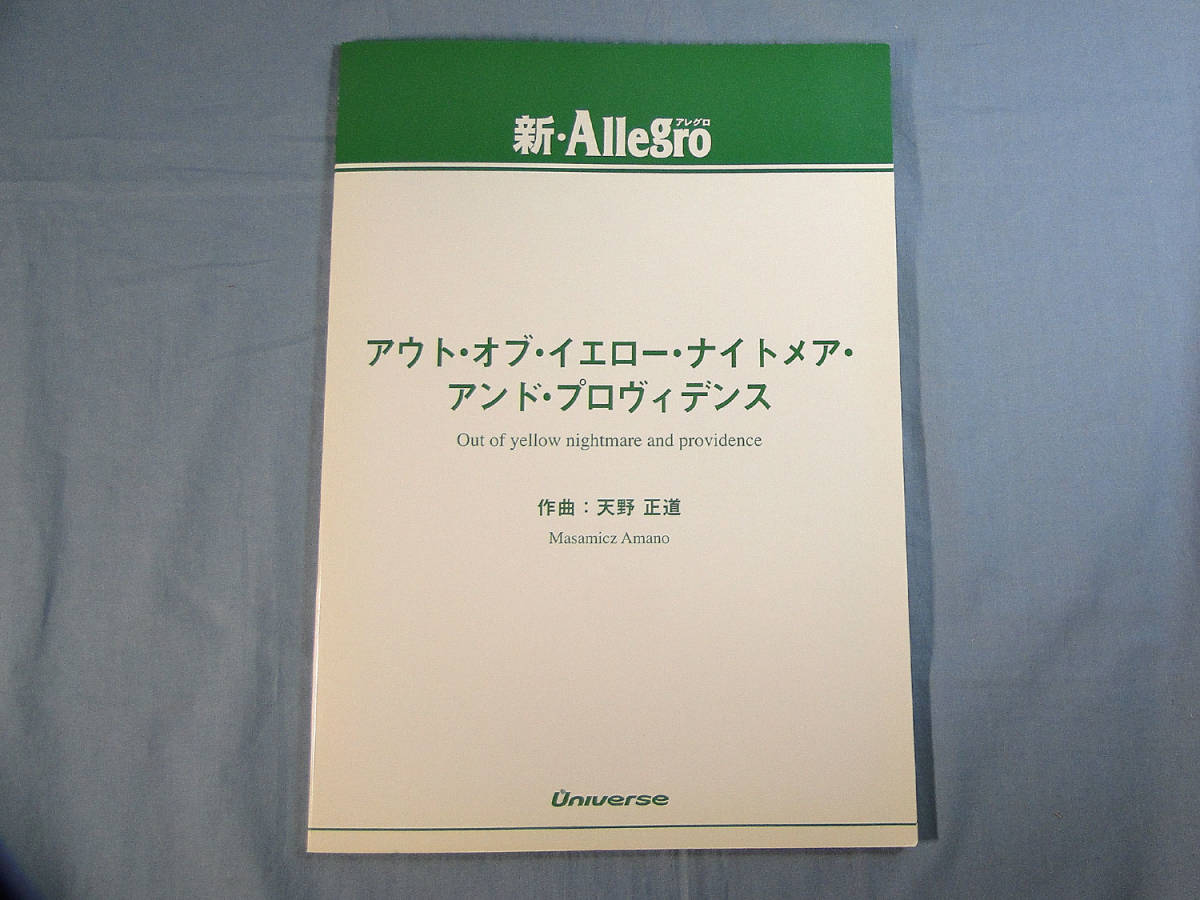 新・Allegro
アレグロ
アウト・オブ・イエロー・ナイトメア・
アンド・プロヴィデンス
Out of yellow nightmare and providence
作曲：天野 正道
Masamicz Amano
Universe